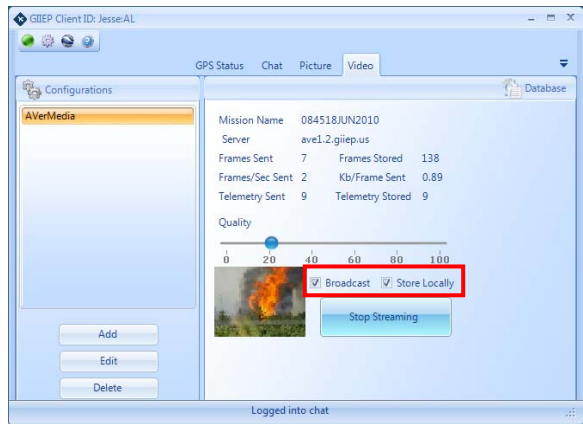 GIIEP Client ID: Jesse:AL
GPS Status Chat Picture Video
Configurations
Database
AVerMedia
Mission Name 084518JUN2010
Server ave1.2.giiep.us
Frames Sent 7 Frames Stored 138
Frames/Sec Sent 2 Kb/Frame Sent 0.89
Telemetry Sent 9 Telemetry Stored 9
Quality
0 20 40 60 80 100
Broadcast Store Locally
Stop Streaming
Add
Edit
Delete
Logged into chat